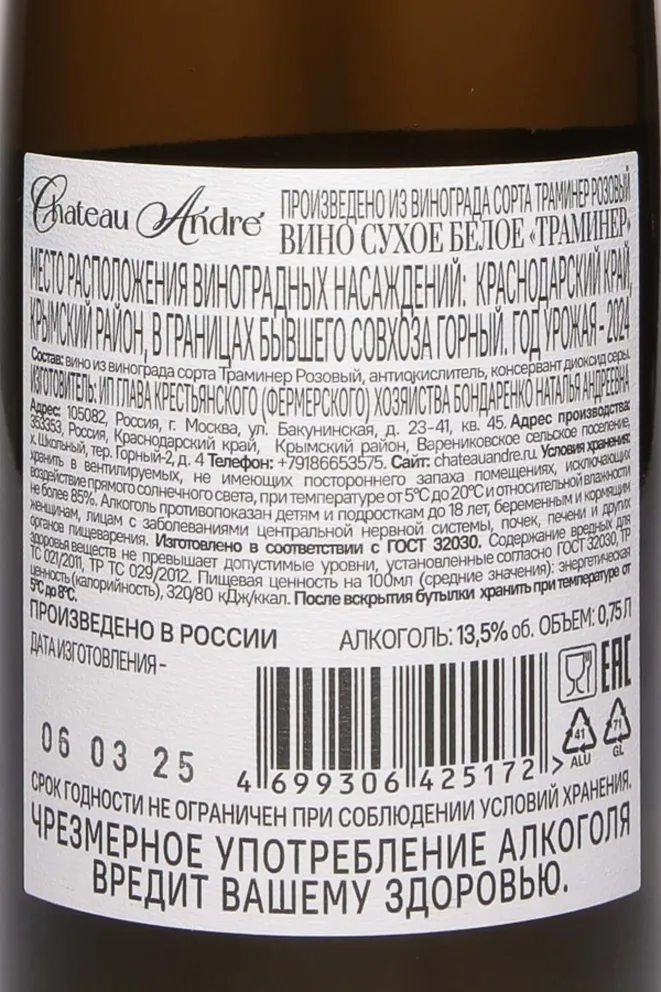 Chateau André
ПРОИЗВЕДЕНО ИЗ ВИНОГРАДА СОРТА ТРАМИНЕР РОЗОВЫЙ
ВИНО СУХОЕ БЕЛОЕ «ТРАМИНЕР»
МЕСТО РАСПОЛОЖЕНИЯ ВИНОГРАДНЫХ НАСАЖДЕНИЙ: КРАСНОДАРСКИЙ КРАЙ,
КРЫМСКИЙ РАЙОН, В ГРАНИЦАХ БЫВШЕГО СОВХОЗА ГОРНЫЙ. ГОД УРОЖАЯ - 2024
Состав: вино из винограда сорта Траминер Розовый, антиокислитель, консервант диоксид серы.
ИЗГОТОВИТЕЛЬ: ИП ГЛАВА КРЕСТЬЯНСКОГО (ФЕРМЕРСКОГО) ХОЗЯЙСТВА БОНДАРЕНКО НАТАЛЬЯ АНДРЕЕВНА
Адрес: 105082, Россия, г. Москва, ул. Бакунинская, д. 23-41, кв. 45. Адрес производства:
353353, Россия, Краснодарский край, Крымский район, Варениковское сельское поселение,
х. Школьный, тер. Горный-2, д. 4 Телефон: +79186653575. Сайт: chateauandre.ru. Условия хранения:
хранить в вентилируемых, не имеющих постороннего запаха помещениях, исключающих
воздействие прямого солнечного света, при температуре от 5°C до 20°C и относительной влажности
не более 85%. Алкоголь противопоказан детям и подросткам до 18 лет, беременным и кормящим
женщинам, лицам с заболеваниями центральной нервной системы, почек, печени и других
органов пищеварения. Изготовлено в соответствии с ГОСТ 32030. Содержание вредных для
здоровья веществ не превышает допустимые уровни, установленные согласно ГОСТ 32030, ТР
ТС 021/2011, ТР ТС 029/2012. Пищевая ценность на 100мл (средние значения): энергетическая
ценность (калорийность), 320/80 кДж/ккал. После вскрытия бутылки хранить при температуре от
5°C до 8°C.
ПРОИЗВЕДЕНО В РОССИИ
АЛКОГОЛЬ: 13,5% об. ОБЪЕМ: 0,75 Л
ДАТА ИЗГОТОВЛЕНИЯ -
EAC
06 03 25
41
ALU
71
GL
4 699306 425172 >
СРОК ГОДНОСТИ НЕ ОГРАНИЧЕН ПРИ СОБЛЮДЕНИИ УСЛОВИЙ ХРАНЕНИЯ.
ЧРЕЗМЕРНОЕ УПОТРЕБЛЕНИЕ АЛКОГОЛЯ
ВРЕДИТ ВАШЕМУ ЗДОРОВЬЮ.